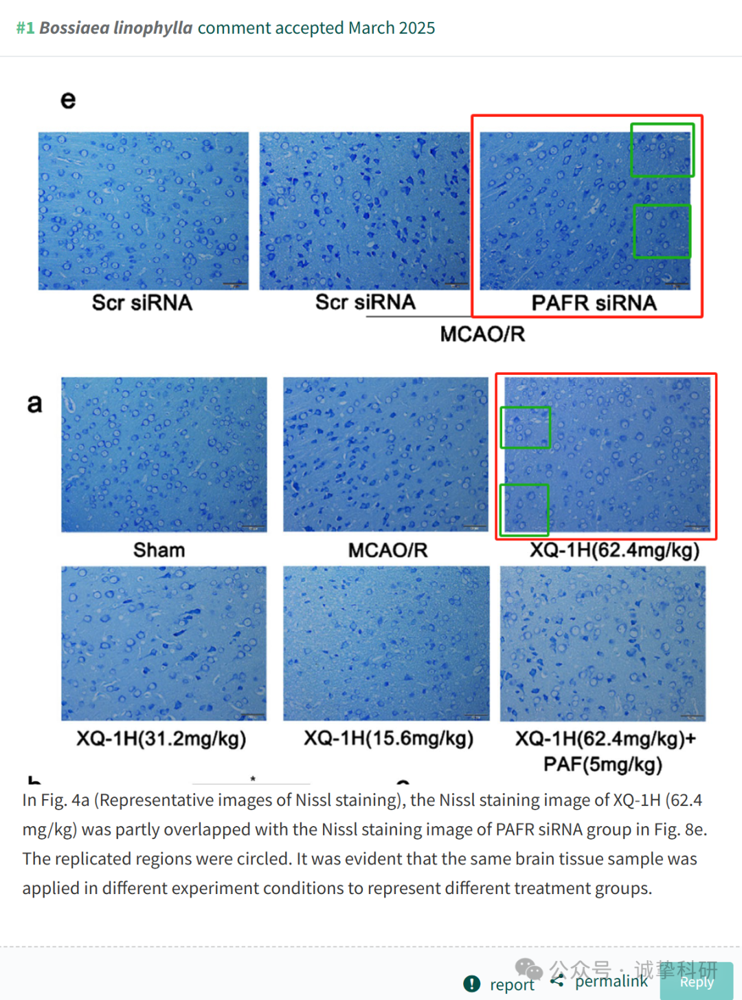 #1 Bossiaea linophylla comment accepted March 2025
e
Scr siRNA
Scr siRNA
PAFR siRNA
MCAO/R
a
Sham
MCAO/R
XQ-1H(62.4mg/kg)
XQ-1H(31.2mg/kg)
XQ-1H(15.6mg/kg)
XQ-1H(62.4mg/kg)+
PAF(5mg/kg)
*
In Fig. 4a (Representative images of Nissl staining), the Nissl staining image of XQ-1H (62.4
mg/kg) was partly overlapped with the Nissl staining image of PAFR siRNA group in Fig. 8e.
The replicated regions were circled. It was evident that the same brain tissue sample was
applied in different experiment conditions to represent different treatment groups.
公众号 · 诚挚科研
report permalink Reply